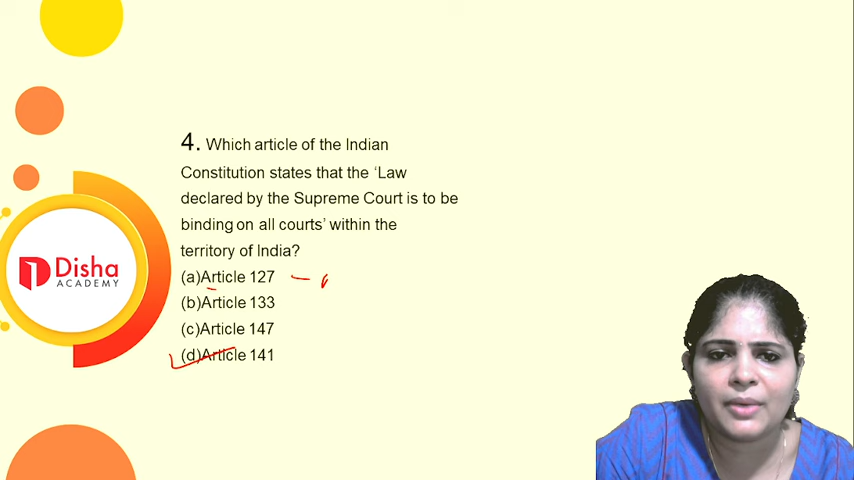 4. Which article of the Indian
Constitution states that the ‘Law
declared by the Supreme Court is to be
binding on all courts’ within the
territory of India?
(a)Article 127
(b)Article 133
(c)Article 147
(d)Article 141
Disha
ACADEMY